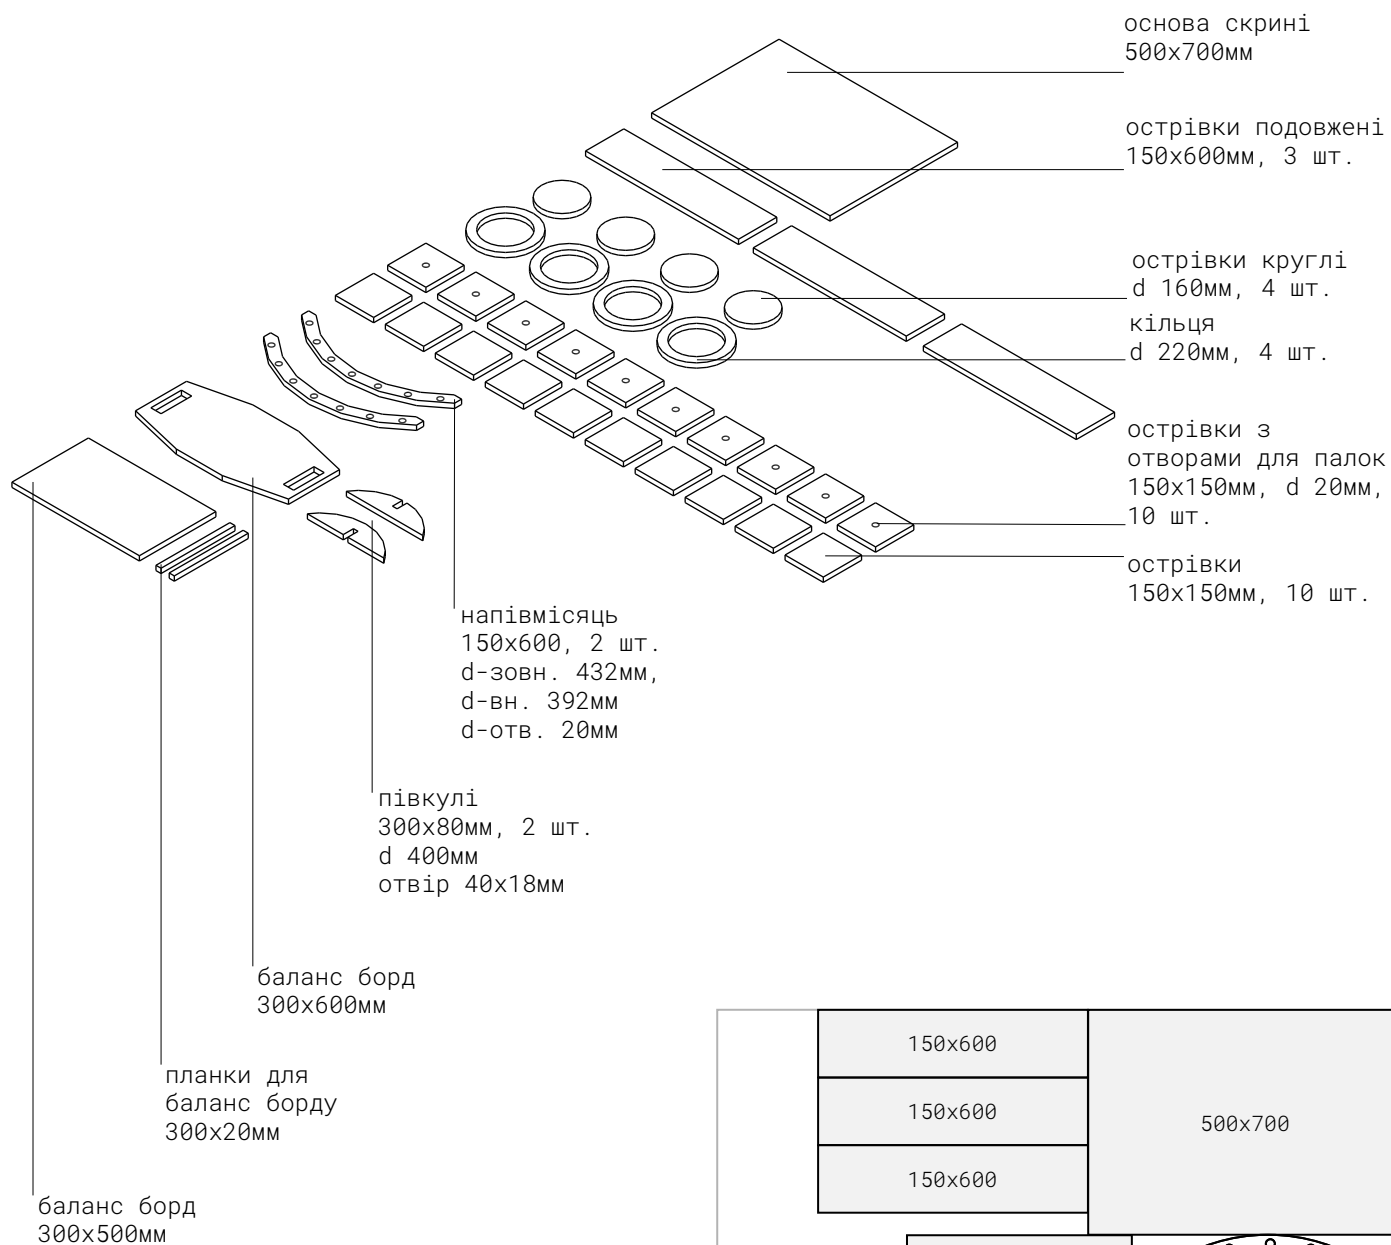 основа скрині
500х700мм
острівки подовжені
150х600мм, 3 шт.
острівки круглі
d 160мм, 4 шт.
кільця
d 220мм, 4 шт.
острівки з
отворами для палок
150х150мм, d 20мм,
10 шт.
острівки
150х150мм, 10 шт.
напівмісяць
150х600, 2 шт.
d-зовн. 432мм,
d-вн. 392мм
d-отв. 20мм
півкулі
300х80мм, 2 шт.
d 400мм
отвір 40х18мм
баланс борд
300х600мм
планки для
баланс борду
300х20мм
баланс борд
300х500мм
150х600
150х600
150х600
500х700